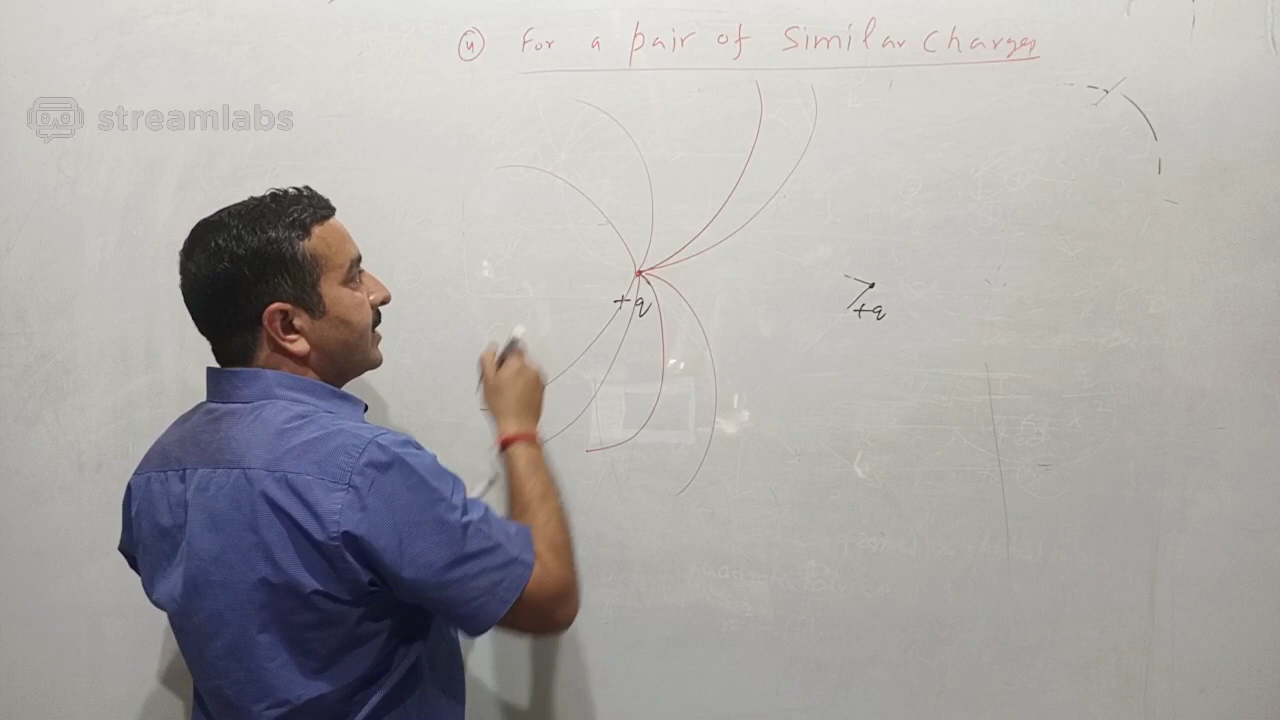 streamlabs
(4) For a pair of similar charges
+q
+q